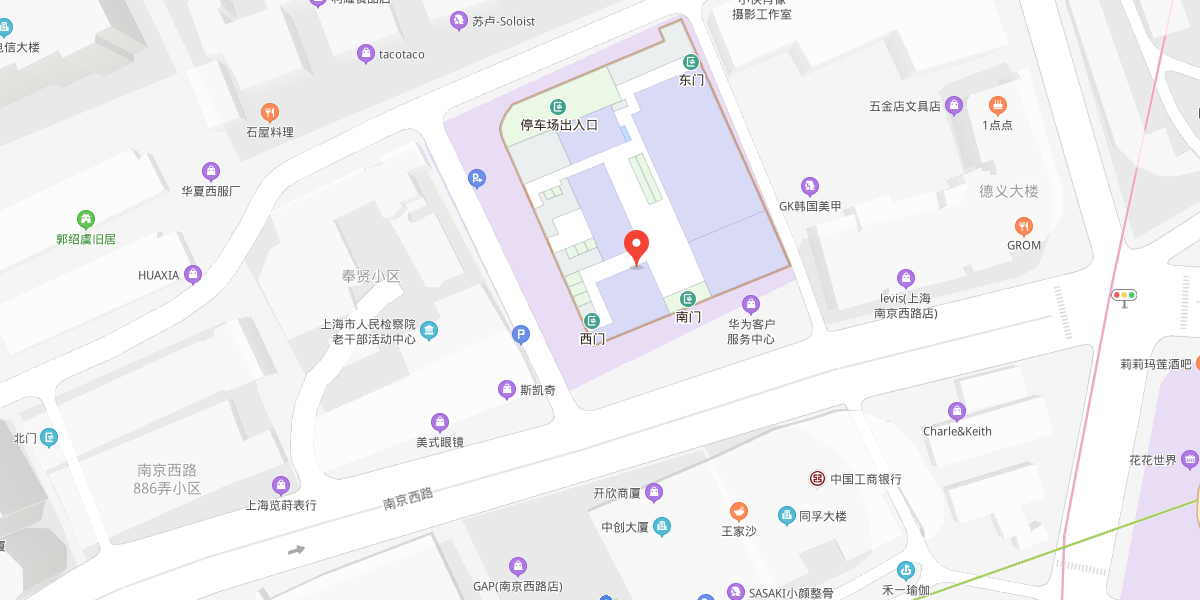 苏卢-Soloist
摄影工作室
电信大楼
tacotaco
东门
五金店文具店
1点点
停车场出入口
石屋料理
华夏西服厂
德义大楼
GK韩国美甲
郭绍虞旧居
GROM
HUAXIA
奉贤小区
levis(上海
南京西路店)
上海市人民检察院
老干部活动中心
南门
华为客户
服务中心
西门
莉莉玛莲酒吧
斯凯奇
美式眼镜
Charle&Keith
北门
花花世界
南京西路
886弄小区
中国工商银行
上海览莳表行
南京西路
开欣商厦
中创大厦
同孚大楼
王家沙
GAP(南京西路店)
禾一瑜伽
SASAKI小颜整骨